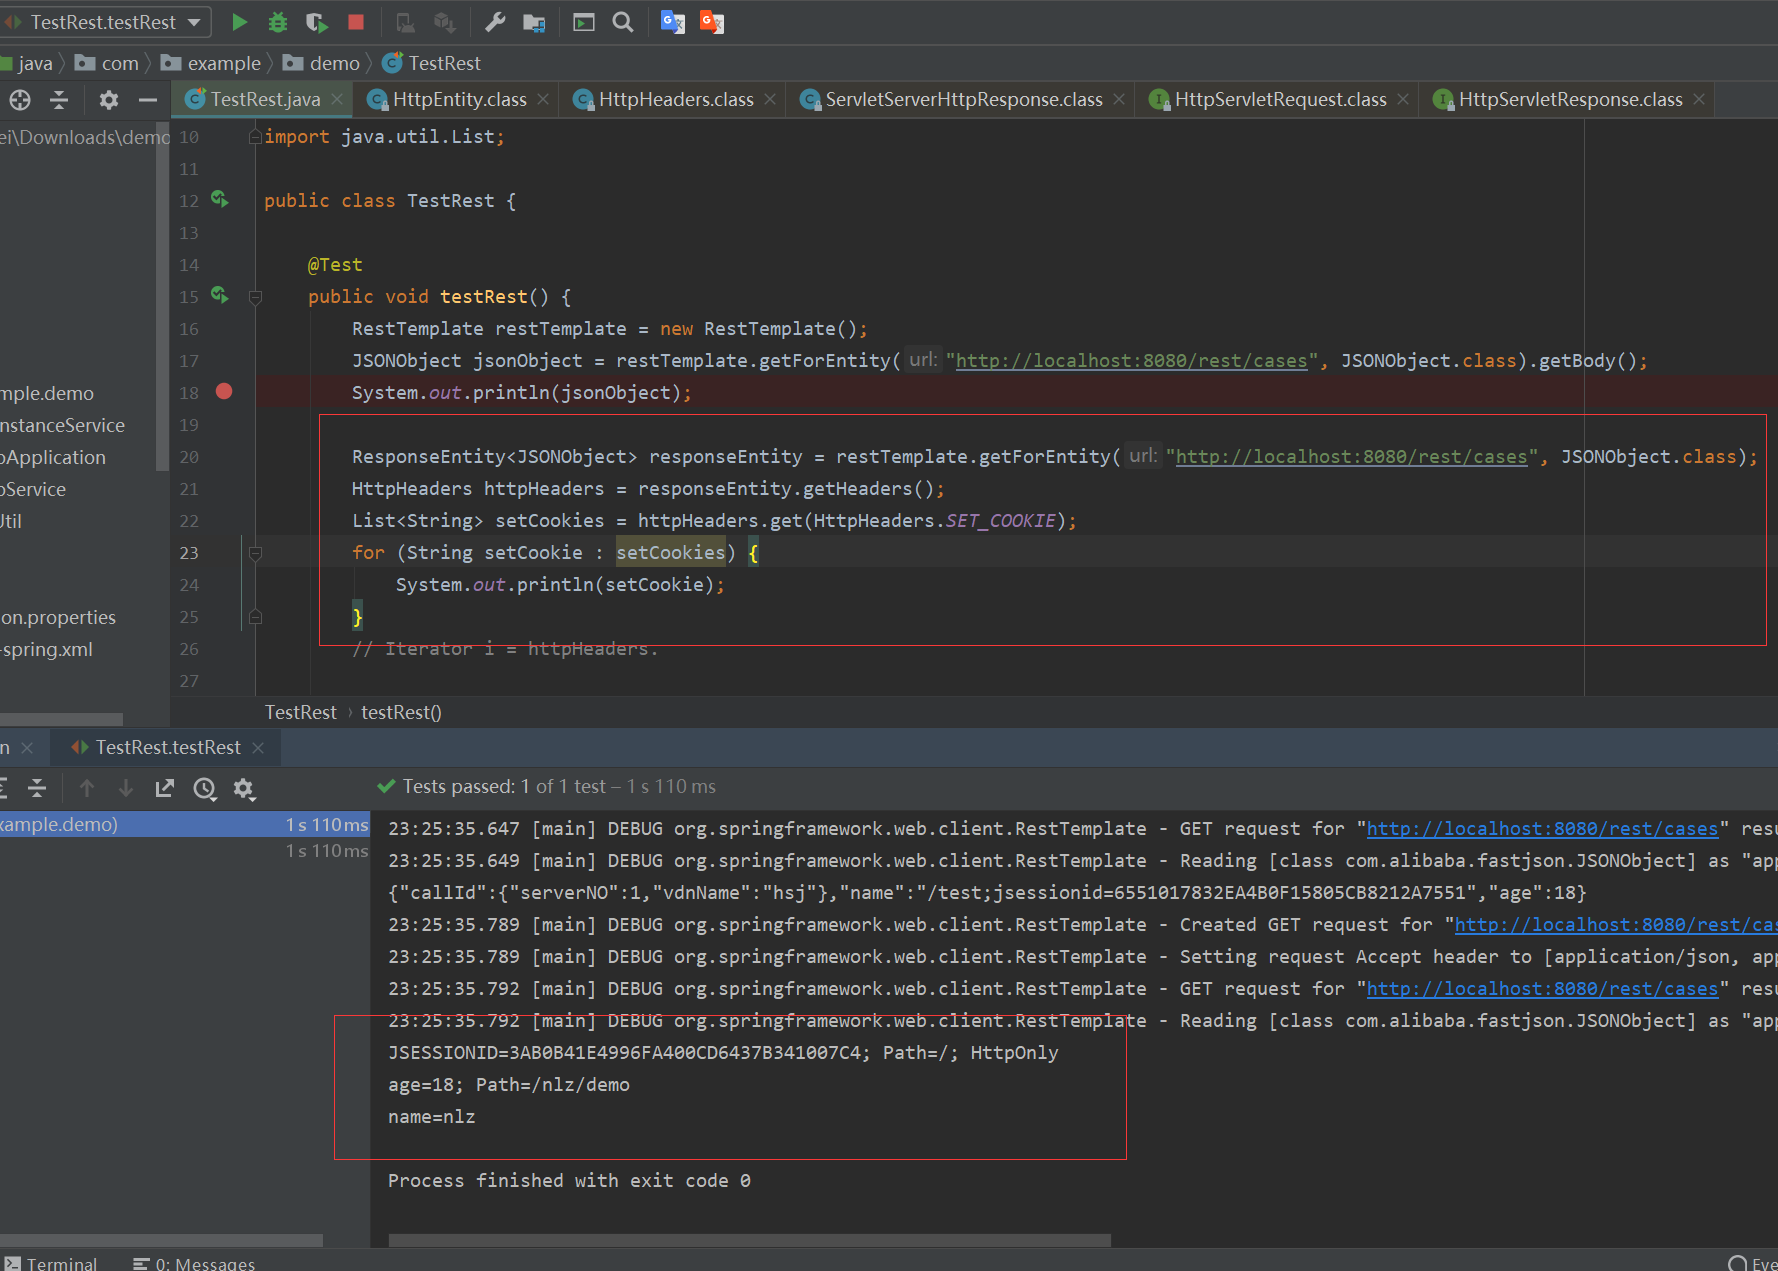 TestRest.testRest
java com example demo TestRest
TestRest.java HttpEntity.class HttpHeaders.class ServletServerHttpResponse.class HttpServletRequest.class HttpServletResponse.class
ei\Downloads\demo
mple.demo
nstanceService
oApplication
oService
Util
on.properties
-spring.xml
10 import java.util.List;
11
12 public class TestRest {
13
14 @Test
15 public void testRest() {
16 RestTemplate restTemplate = new RestTemplate();
17 JSONObject jsonObject = restTemplate.getForEntity( url: "http://localhost:8080/rest/cases", JSONObject.class).getBody();
18 System.out.println(jsonObject);
19
20 ResponseEntity<JSONObject> responseEntity = restTemplate.getForEntity( url: "http://localhost:8080/rest/cases", JSONObject.class);
21 HttpHeaders httpHeaders = responseEntity.getHeaders();
22 List<String> setCookies = httpHeaders.get(HttpHeaders.SET_COOKIE);
23 for (String setCookie : setCookies) {
24 System.out.println(setCookie);
25 }
26 // Iterator i = httpHeaders.
27
TestRest › testRest()
n TestRest.testRest
Tests passed: 1 of 1 test – 1 s 110 ms
xample.demo) 1 s 110 ms
1 s 110 ms
23:25:35.647 [main] DEBUG org.springframework.web.client.RestTemplate - GET request for "http://localhost:8080/rest/cases" resu
23:25:35.649 [main] DEBUG org.springframework.web.client.RestTemplate - Reading [class com.alibaba.fastjson.JSONObject] as "app
{"callId":{"serverNO":1,"vdnName":"hsj"},"name":"/test;jsessionid=6551017832EA4B0F15805CB8212A7551","age":18}
23:25:35.789 [main] DEBUG org.springframework.web.client.RestTemplate - Created GET request for "http://localhost:8080/rest/cas
23:25:35.789 [main] DEBUG org.springframework.web.client.RestTemplate - Setting request Accept header to [application/json, app
23:25:35.792 [main] DEBUG org.springframework.web.client.RestTemplate - GET request for "http://localhost:8080/rest/cases" resu
23:25:35.792 [main] DEBUG org.springframework.web.client.RestTemplate - Reading [class com.alibaba.fastjson.JSONObject] as "app
JSESSIONID=3AB0B41E4996FA400CD6437B341007C4; Path=/; HttpOnly
age=18; Path=/nlz/demo
name=nlz
Process finished with exit code 0
Terminal 0: Messages Eve